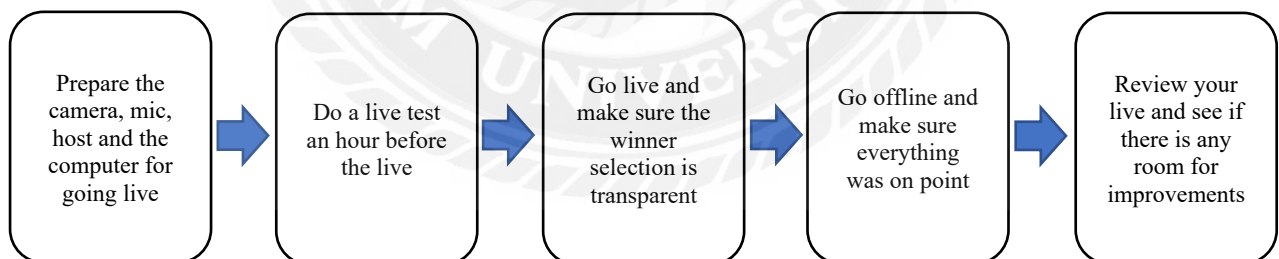 Prepare the
camera, mic,
host and the
computer for
going live
Do a live test
an hour before
the live
Go live and
make sure the
winner
selection is
transparent
Go offline and
make sure
everything
was on point
Review your
live and see if
there is any
room for
improvements
UNIVERS